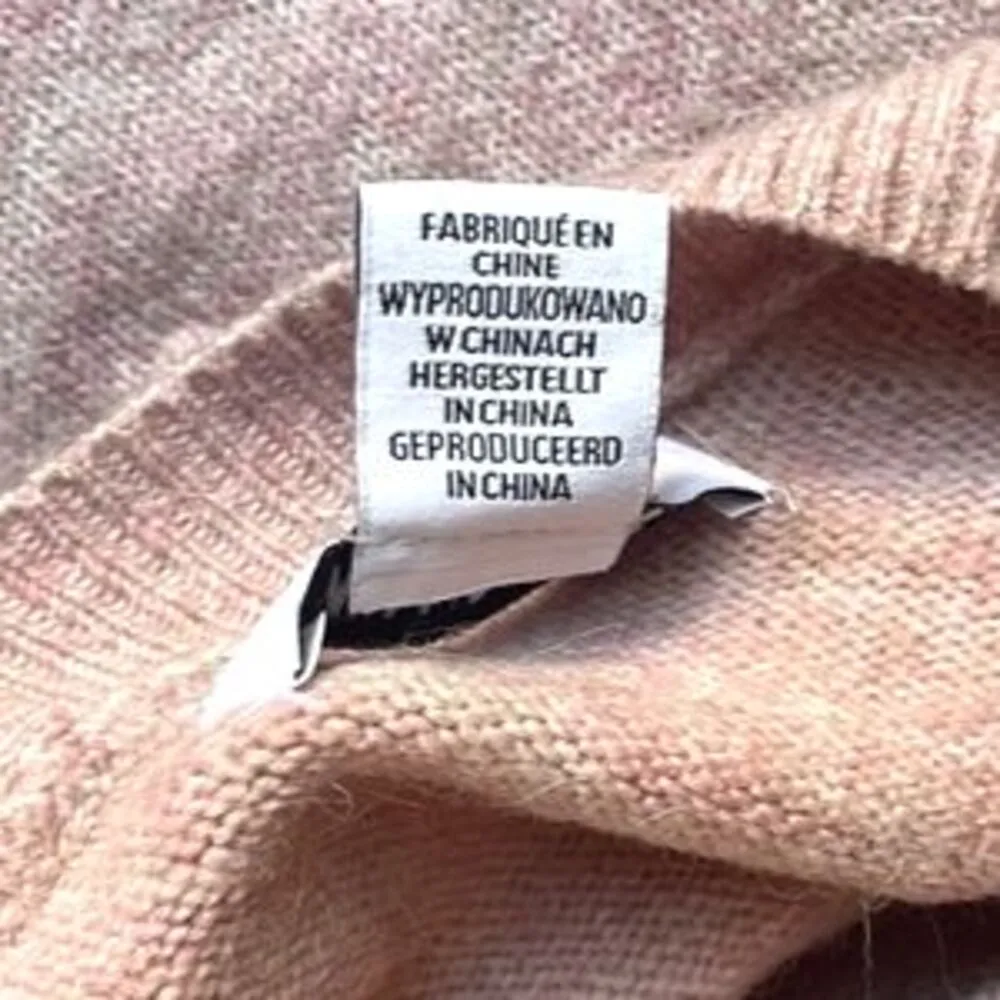 FABRIQUÉ EN
CHINE
WYPRODUKOWANO
W CHINACH
HERGESTELLT
IN CHINA
GEPRODUCEERD
IN CHINA